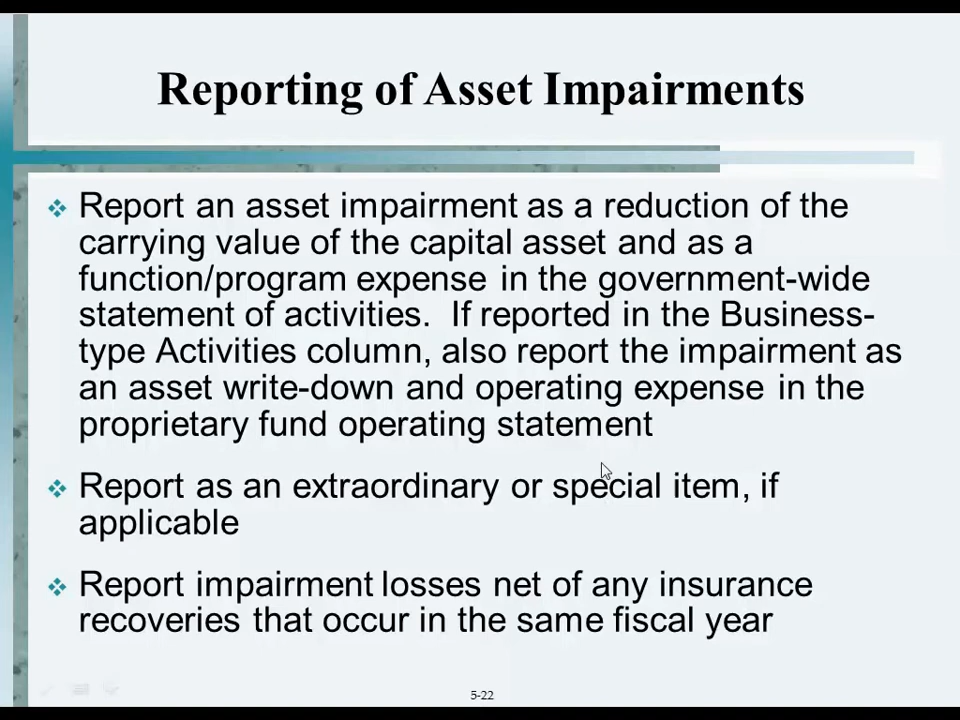 Reporting of Asset Impairments
Report an asset impairment as a reduction of the
carrying value of the capital asset and as a
function/program expense in the government-wide
statement of activities.  If reported in the Business-
type Activities column, also report the impairment as
an asset write-down and operating expense in the
proprietary fund operating statement
Report as an extraordinary or special item, if
applicable
Report impairment losses net of any insurance
recoveries that occur in the same fiscal year
5-22